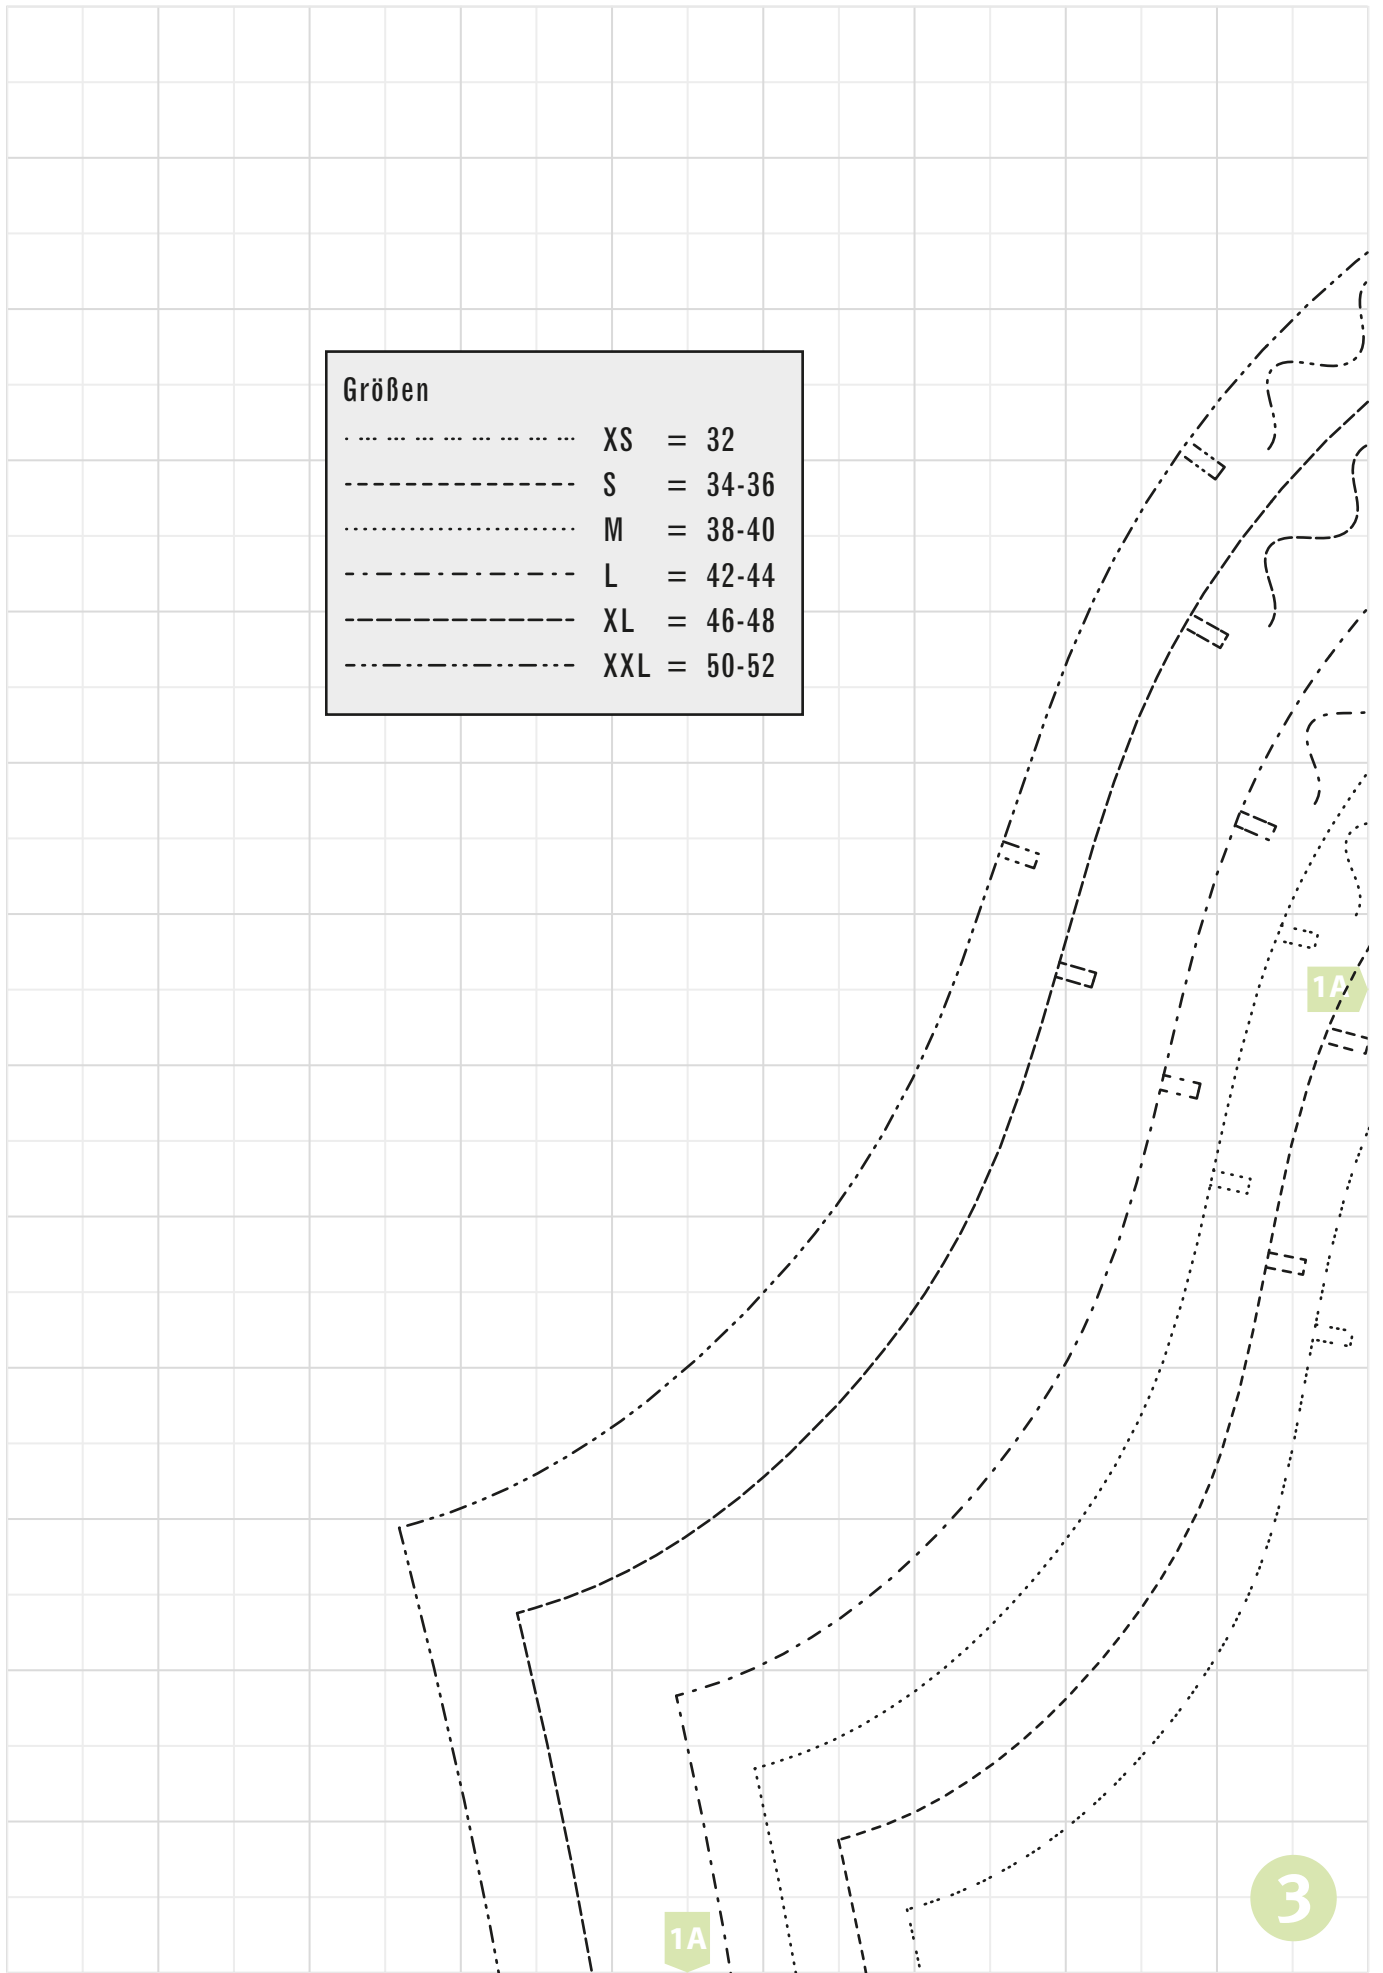 Größen
XS = 32
S = 34-36
M = 38-40
L = 42-44
XL = 46-48
XXL = 50-52
1A
1A
3